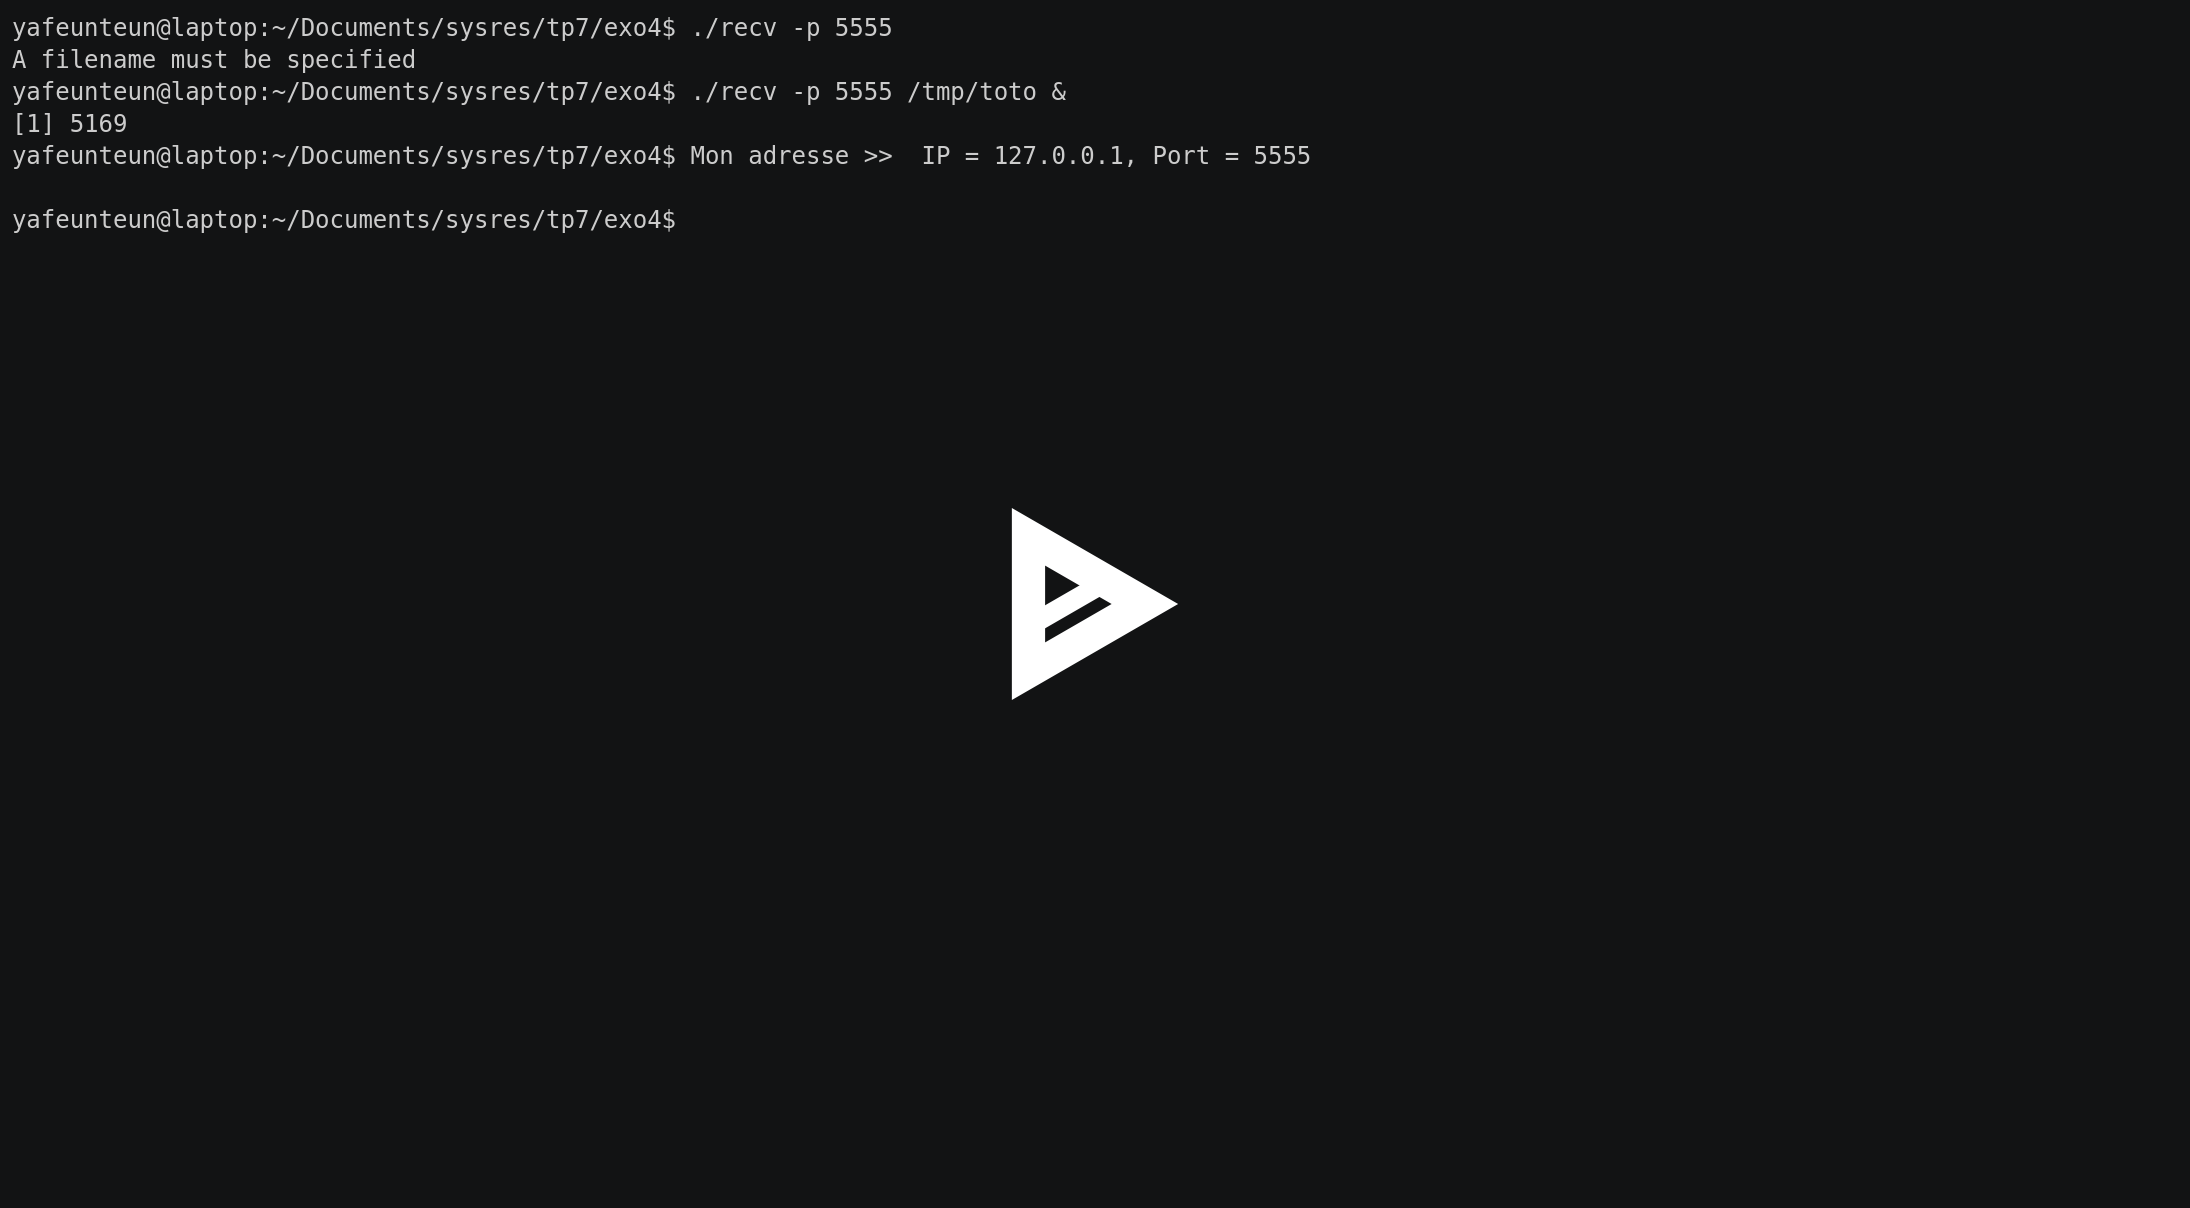 yafeunteun@laptop:~/Documents/sysres/tp7/exo4$ ./recv -p 5555
A filename must be specified
yafeunteun@laptop:~/Documents/sysres/tp7/exo4$ ./recv -p 5555 /tmp/toto &
[1] 5169
yafeunteun@laptop:~/Documents/sysres/tp7/exo4$ Mon adresse >>  IP = 127.0.0.1, Port = 5555
yafeunteun@laptop:~/Documents/sysres/tp7/exo4$